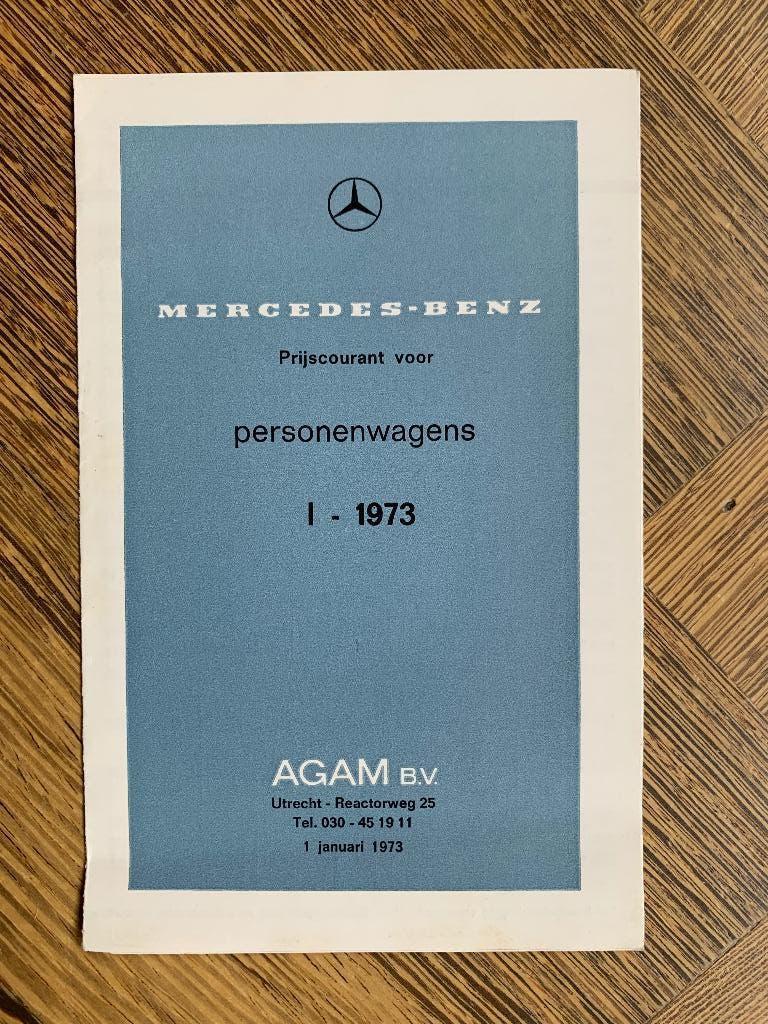 MERCEDES-BENZ
Prijscourant voor
personenwagens
I - 1973
AGAM B.V.
Utrecht - Reactorweg 25
Tel. 030 - 45 19 11
1 januari 1973